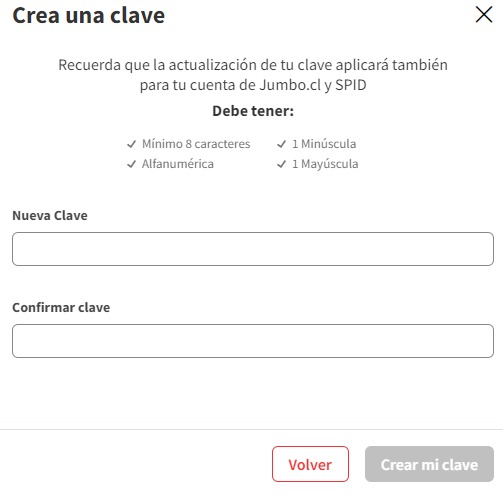 Crea una clave
Recuerda que la actualización de tu clave aplicará también
para tu cuenta de Jumbo.cl y SPID
Debe tener:
Mínimo 8 caracteres
1 Minúscula
Alfanumérica
1 Mayúscula
Nueva Clave
Confirmar clave
Volver
Crear mi clave